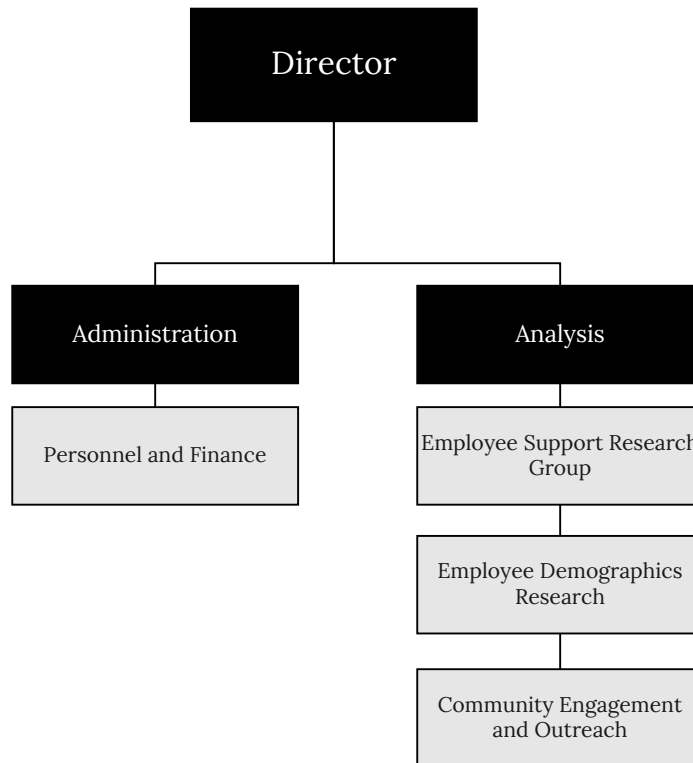 Director
Administration
Analysis
Personnel and Finance
Employee Support Research
Group
Employee Demographics
Research
Community Engagement
and Outreach